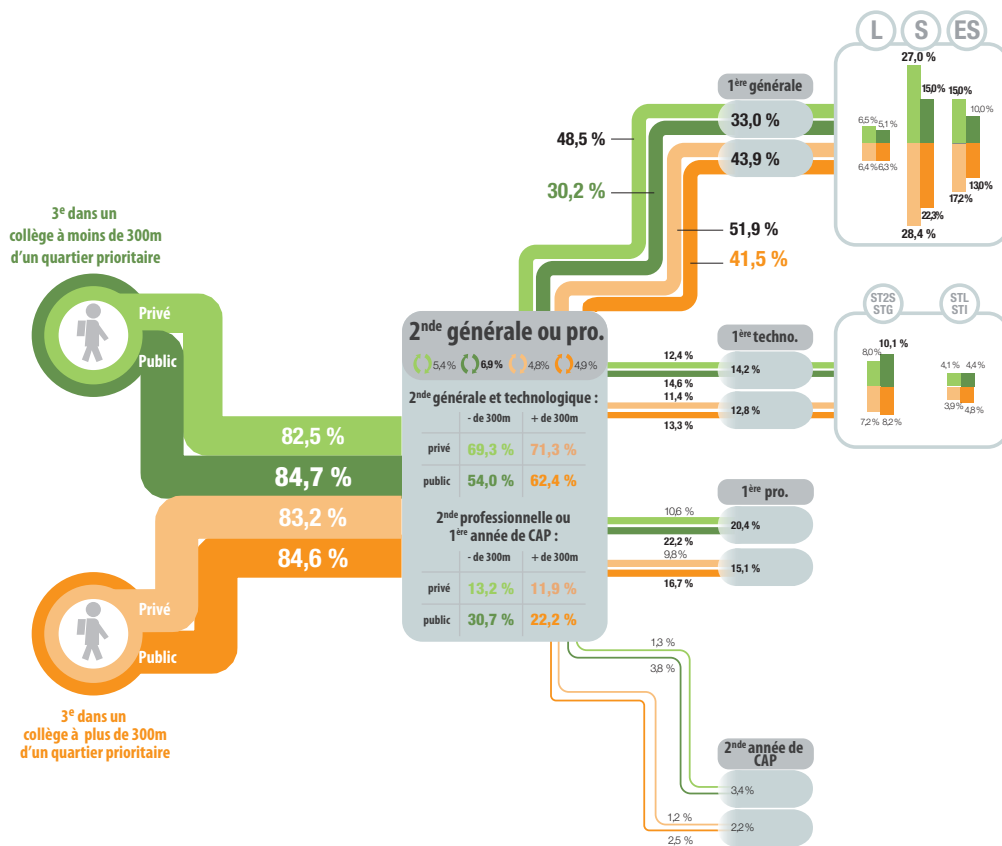 L S ES
27,0 %
15,0%
15,0%
10,0%
6,5%
5,1 %
6,4%
6,3%
13,0%
17,2%
22,3%
28,4 %
1ère générale
33,0 %
43,9 %
48,5 %
30,2 %
51,9 %
41,5 %
3e dans un
collège à moins de 300m
d'un quartier prioritaire
Privé
Public
82,5 %
84,7 %
83,2 %
84,6 %
Privé
Public
3e dans un
collège à plus de 300m
d'un quartier prioritaire
2nde générale ou pro.
5,4% 6,9% 4,8% 4,9%
2nde générale et technologique :
- de 300m + de 300m
privé 69,3 % 71,3 %
public 54,0 % 62,4 %
2nd professionnelle ou
1ère année de CAP :
- de 300m + de 300m
privé 13,2 % 11,9 %
public 30,7 % 22,2 %
1ère techno.
12,4 %
14,2 %
14,6 %
11,4 %
12,8 %
13,3 %
ST2S
STG
STL
STI
8,0%
10,1 %
4,1 %
4,4%
7,2 %
8,2%
3,9%
4,8%
1ère pro.
10,6 %
20,4 %
22,2 %
9,8%
15,1 %
16,7 %
1,3 %
3,8 %
2nde année de
CAP
3,4%
1,2 %
2,2%
2,5 %